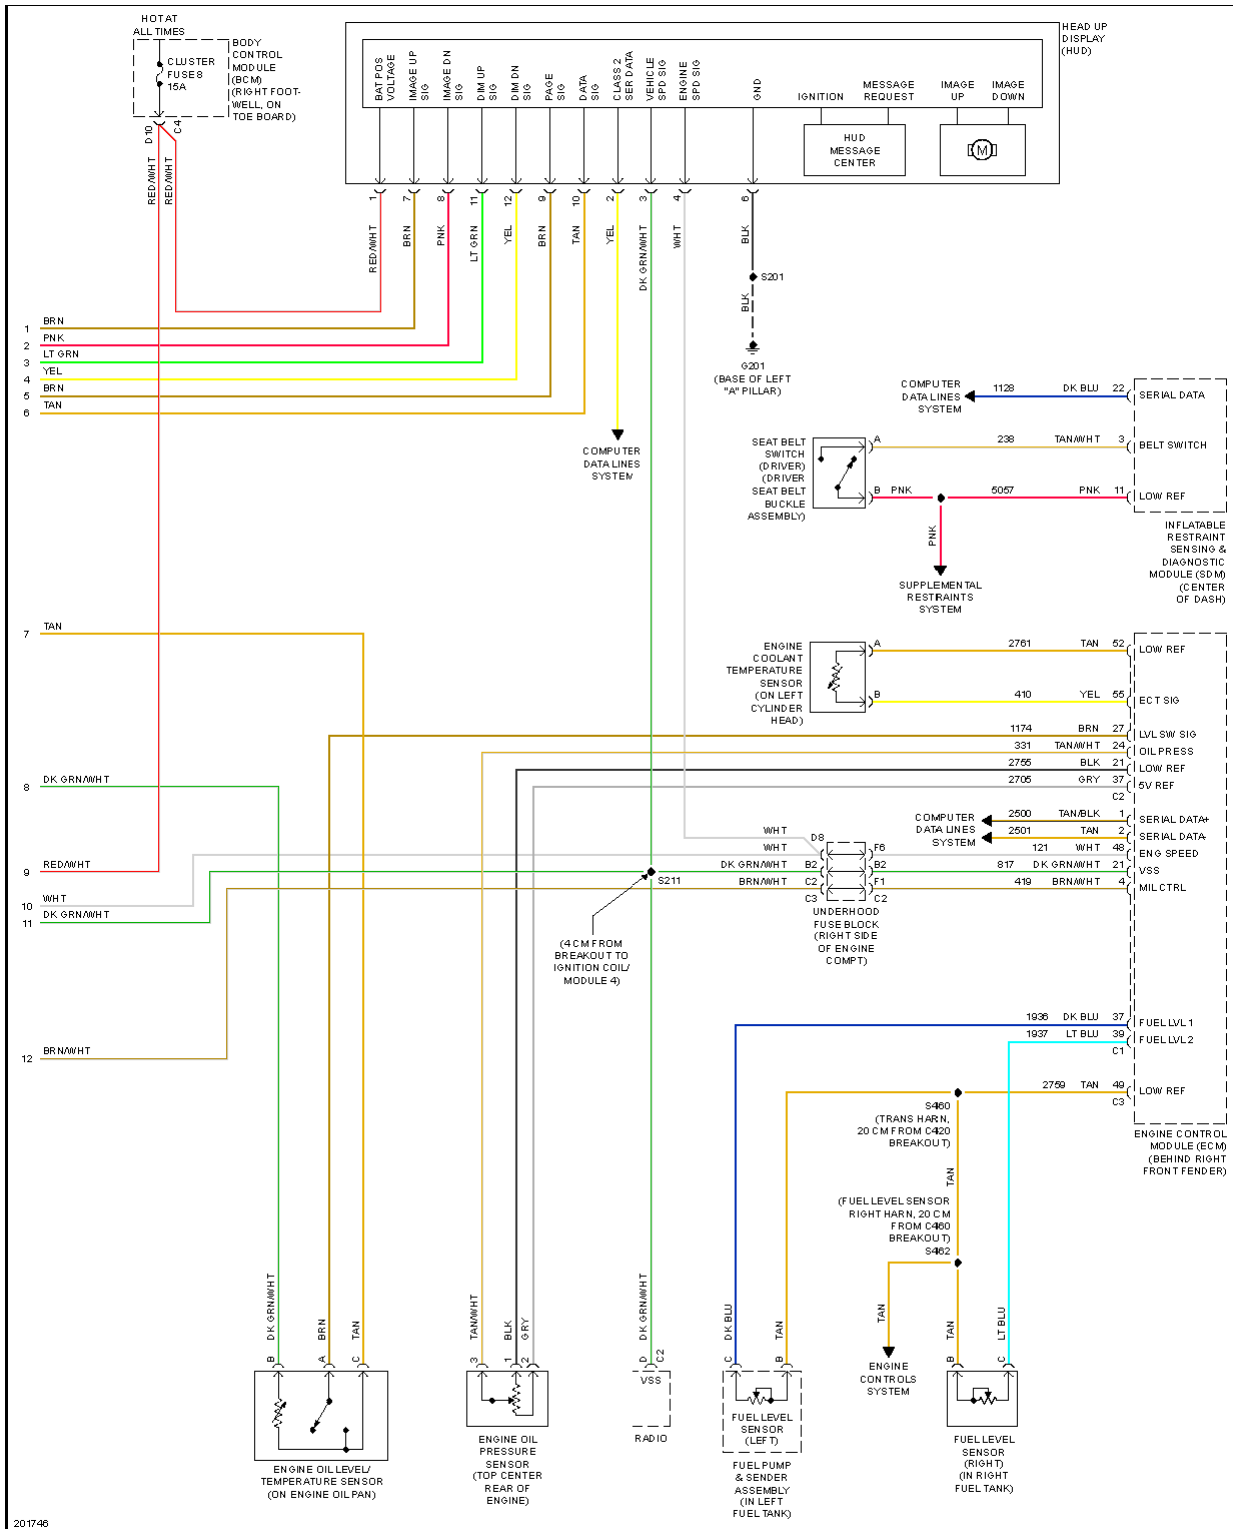 HOT AT
ALL TIMES
CLUSTER
FUSE 8
15A
BODY
CONTROL
MODULE
(BCM)
(RIGHT FOOT-
WELL, ON
TOE BOARD)
D10
C4
RED/WHT
RED/WHT
HEAD UP
DISPLAY
(HUD)
BAT POS
VOLTAGE
IMAGE UP
SIG
IMAGE DN
SIG
DIM UP
SIG
DIM DN
SIG
PAGE
SIG
DATA
SIG
CLASS 2
SER DATA
VEHICLE
SPD SIG
ENGINE
SPD SIG
GND
IGNITION
MESSAGE
REQUEST
IMAGE
UP
IMAGE
DOWN
HUD
MESSAGE
CENTER
M
1
7
8
11
12
9
10
2
3
4
6
RED/WHT
BRN
PNK
LT GRN
YEL
BRN
TAN
YEL
DK GRN/WHT
WHT
BLK
S201
BLK
G201
(BASE OF LEFT
"A" PILLAR)
1 BRN
2 PNK
3 LT GRN
4 YEL
5 BRN
6 TAN
COMPUTER
DATA LINES
SYSTEM
COMPUTER
DATA LINES
SYSTEM
1128 DK BLU 22 SERIAL DATA
SEAT BELT
SWITCH
(DRIVER)
(DRIVER
SEAT BELT
BUCKLE
ASSEMBLY)
A 238 TAN/WHT 3 BELT SWITCH
B PNK 5057 PNK 11 LOW REF
PNK
SUPPLEMENTAL
RESTRAINTS
SYSTEM
INFLATABLE
RESTRAINT
SENSING &
DIAGNOSTIC
MODULE (SDM)
(CENTER
OF DASH)
7 TAN
ENGINE
COOLANT
TEMPERATURE
SENSOR
(ON LEFT
CYLINDER
HEAD)
A 2761 TAN 52 LOW REF
B 410 YEL 55 ECT SIG
1174 BRN 27 LVL SW SIG
331 TAN/WHT 24 OIL PRESS
2755 BLK 21 LOW REF
2705 GRY 37 5V REF
C2
8 DK GRN/WHT
COMPUTER
DATA LINES
SYSTEM
2500 TAN/BLK 1 SERIAL DATA+
2501 TAN 2 SERIAL DATA-
WHT D8
WHT F6 121 WHT 48 ENG SPEED
9 RED/WHT
DK GRN/WHT B2 B2 817 DK GRN/WHT 21 VSS
S211
BRN/WHT C2 F1 419 BRN/WHT 4 MIL CTRL
C3 C2
10 WHT
11 DK GRN/WHT
UNDERHOOD
FUSE BLOCK
(RIGHT SIDE
OF ENGINE
COMPT)
(4 CM FROM
BREAKOUT TO
IGNITION COIL/
MODULE 4)
12 BRN/WHT
1936 DK BLU 37 FUEL LVL 1
1937 LT BLU 39 FUEL LVL 2
C1
2759 TAN 49 LOW REF
C3
S460
(TRANS HARN,
20 CM FROM C420
BREAKOUT)
ENGINE CONTROL
MODULE (ECM)
(BEHIND RIGHT
FRONT FENDER)
TAN
(FUEL LEVEL SENSOR
RIGHT HARN, 20 CM
FROM C460
BREAKOUT)
S462
DK GRN/WHT
BRN
TAN
TAN/WHT
BLK
GRY
DK GRN/WHT
DK BLU
TAN
TAN
TAN
LT BLU
B
A
C
3
1
2
D
C2
C
B
B
C
VSS
RADIO
ENGINE
CONTROLS
SYSTEM
ENGINE OIL LEVEL/
TEMPERATURE SENSOR
(ON ENGINE OIL PAN)
ENGINE OIL
PRESSURE
SENSOR
(TOP CENTER
REAR OF
ENGINE)
FUEL LEVEL
SENSOR
(LEFT)
FUEL PUMP
& SENDER
ASSEMBLY
(IN LEFT
FUEL TANK)
FUEL LEVEL
SENSOR
(RIGHT)
(IN RIGHT
FUEL TANK)
201746